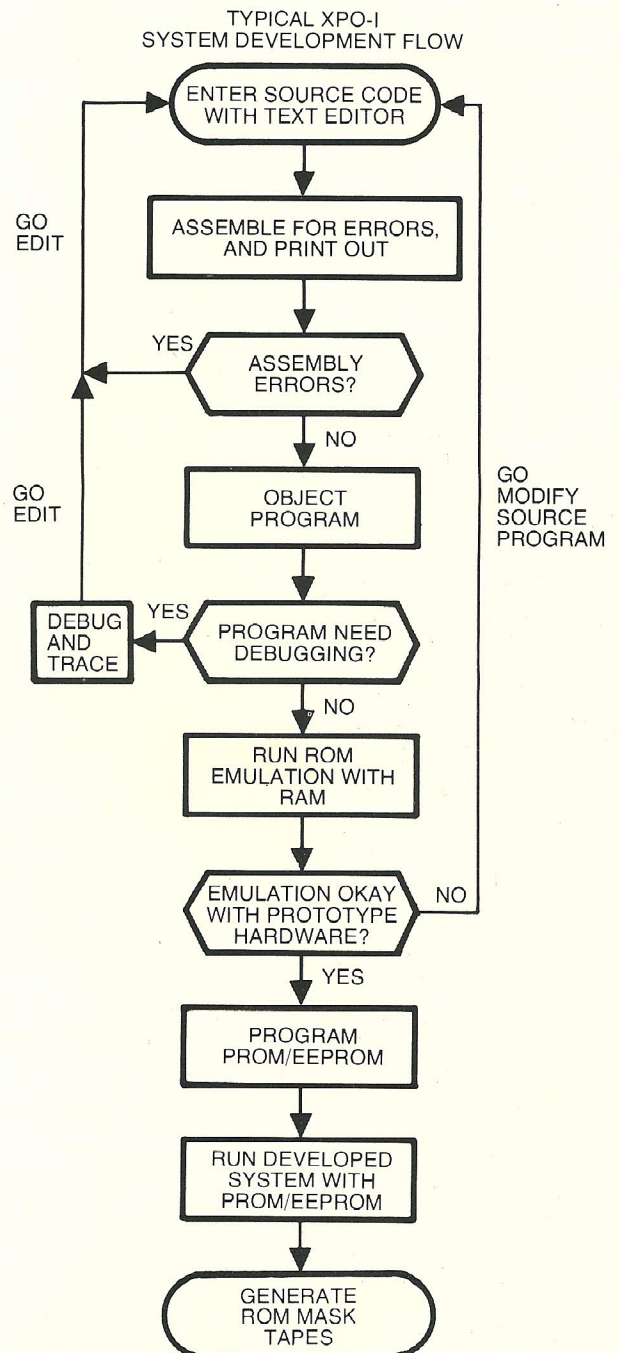 TYPICAL XPO-I
SYSTEM DEVELOPMENT FLOW
ENTER SOURCE CODE
WITH TEXT EDITOR
GO
EDIT
ASSEMBLE FOR ERRORS,
AND PRINT OUT
YES
ASSEMBLY
ERRORS?
NO
GO
EDIT
OBJECT
PROGRAM
GO
MODIFY
SOURCE
PROGRAM
DEBUG
AND
TRACE
YES
PROGRAM NEED
DEBUGGING?
NO
RUN ROM
EMULATION WITH
RAM
EMULATION OKAY
WITH PROTOTYPE
HARDWARE?
NO
YES
PROGRAM
PROM/EEPROM
RUN DEVELOPED
SYSTEM WITH
PROM/EEPROM
GENERATE
ROM MASK
TAPES